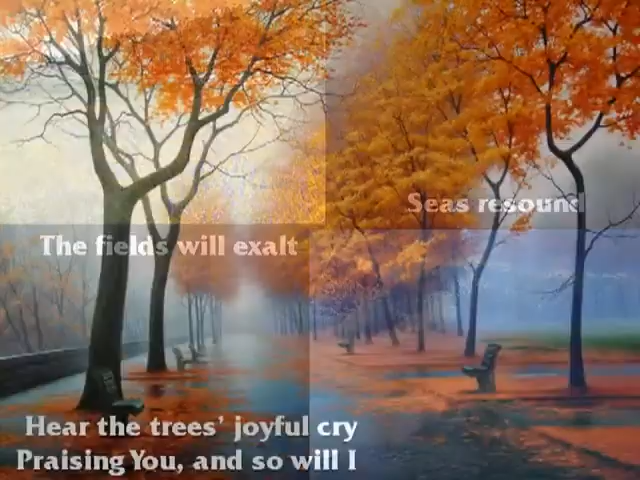 Seas resound
The fields will exalt
Hear the trees' joyful cry
Praising You, and so will I